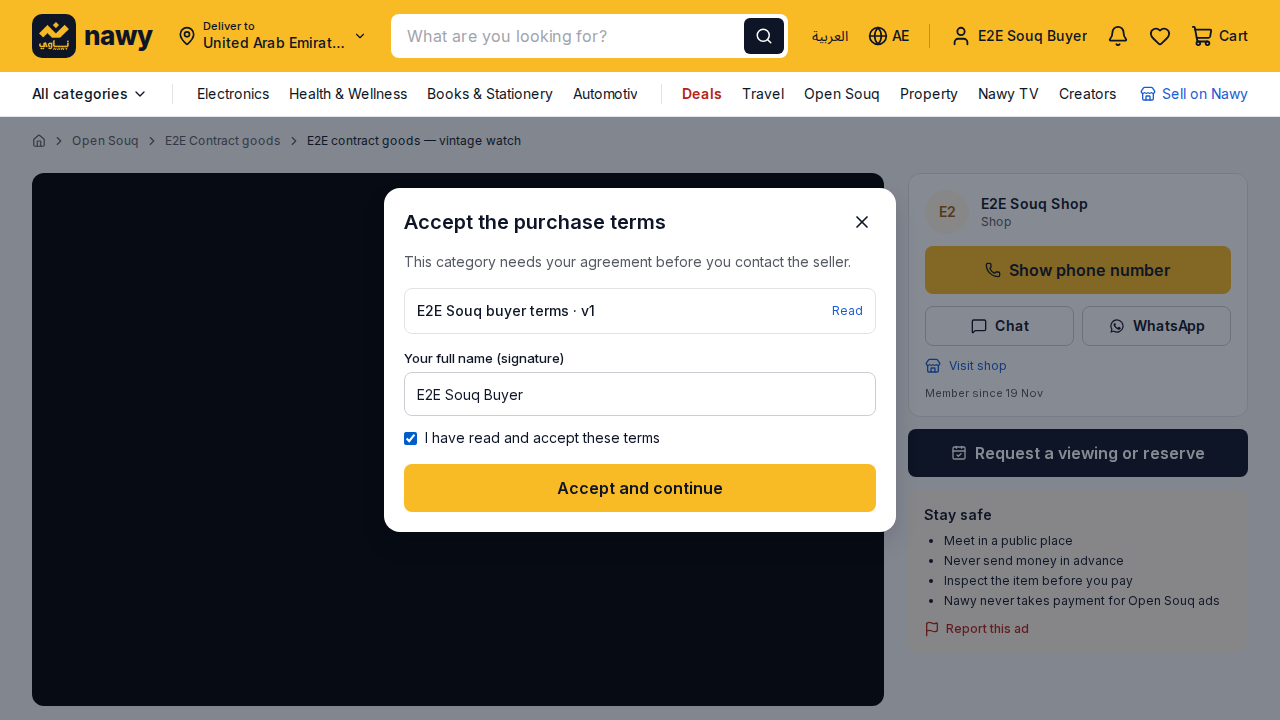 nawy
Deliver to
United Arab Emirat...
What are you looking for?
العربية
AE
E2E Souq Buyer
Cart
All categories
Electronics
Health & Wellness
Books & Stationery
Automotiv
Deals
Travel
Open Souq
Property
Nawy TV
Creators
Sell on Nawy
Open Souq
E2E Contract goods
E2E contract goods — vintage watch
Accept the purchase terms
This category needs your agreement before you contact the seller.
E2E Souq buyer terms · v1
Read
Your full name (signature)
E2E Souq Buyer
I have read and accept these terms
Accept and continue
E2
E2E Souq Shop
Shop
Show phone number
Chat
WhatsApp
Visit shop
Member since 19 Nov
Request a viewing or reserve
Stay safe
Meet in a public place
Never send money in advance
Inspect the item before you pay
Nawy never takes payment for Open Souq ads
Report this ad